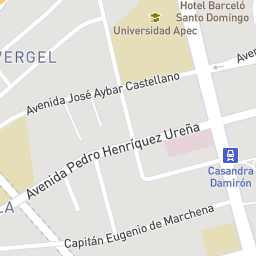 Hotel Barceló
Santo Domingo
Universidad Apec
VERGEL
Avenida José Aybar Castellano
Avenida Pedro Henríquez Ureña
Casandra
Damirón
Capitán Eugenio de Marchena